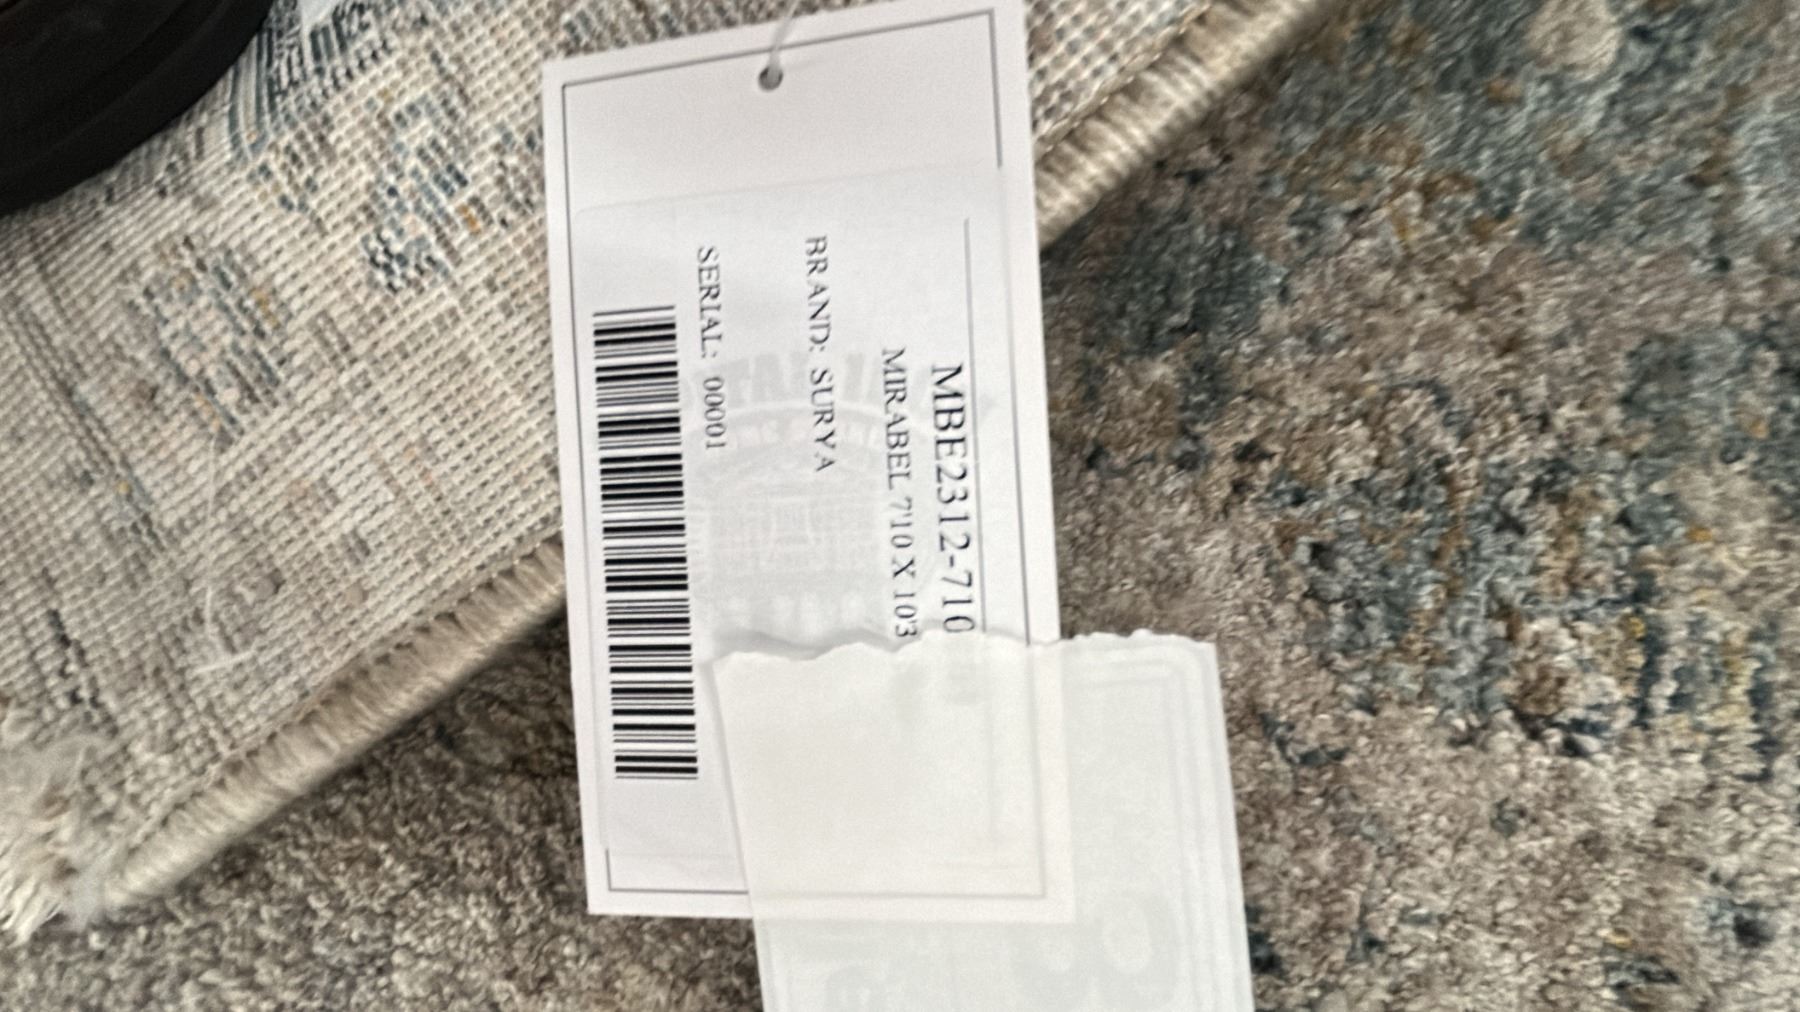 MBE2312-710
MIRABEL 7'10 X 10'3
BRAND: SURYA
SERIAL: 00001